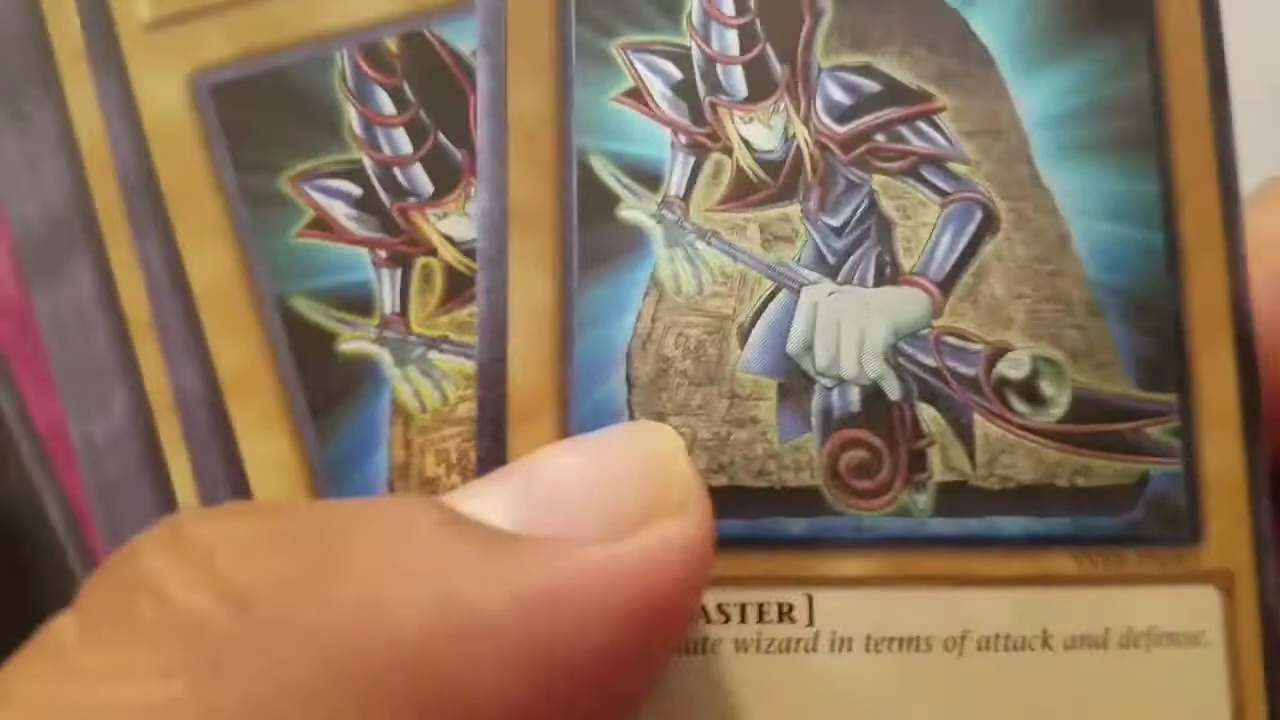 ASTER]
ate wizard in terms of attack and defense.